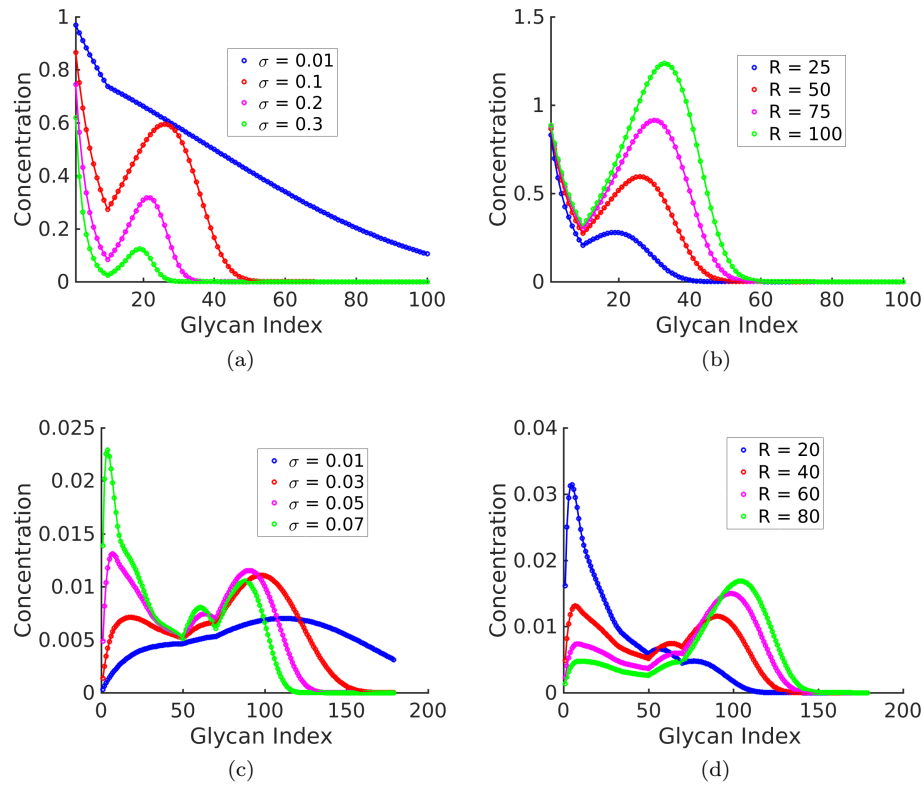 1
0.8
0.6
0.4
0.2
0
Concentration
20 40 60 80 100
Glycan Index
σ = 0.01
σ = 0.1
σ = 0.2
σ = 0.3
(a)
1.5
1
0.5
0
Concentration
20 40 60 80 100
Glycan Index
R = 25
R = 50
R = 75
R = 100
(b)
0.025
0.02
0.015
0.01
0.005
0
Concentration
0 50 100 150 200
Glycan Index
σ = 0.01
σ = 0.03
σ = 0.05
σ = 0.07
(c)
0.04
0.03
0.02
0.01
0
Concentration
0 50 100 150 200
Glycan Index
R = 20
R = 40
R = 60
R = 80
(d)